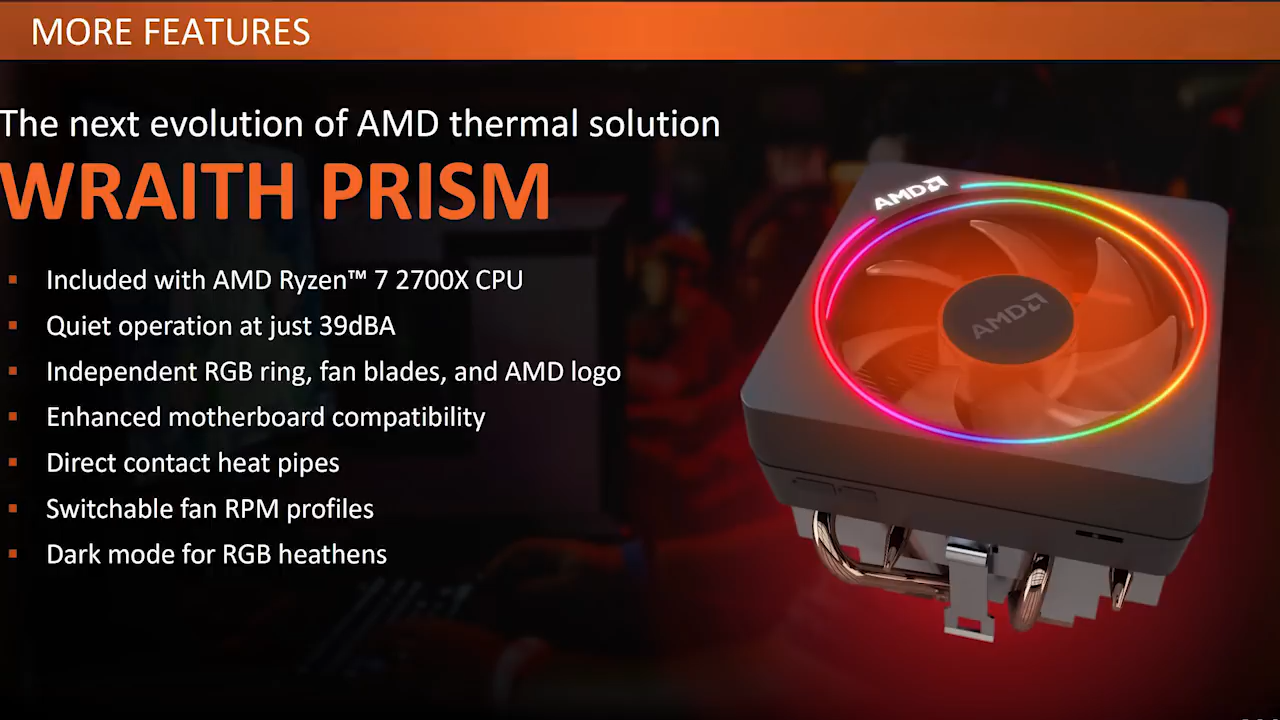 MORE FEATURES
The next evolution of AMD thermal solution
WRAITH PRISM
Included with AMD Ryzen™ 7 2700X CPU
Quiet operation at just 39dBA
Independent RGB ring, fan blades, and AMD logo
Enhanced motherboard compatibility
Direct contact heat pipes
Switchable fan RPM profiles
Dark mode for RGB heathens
AMD
AMD